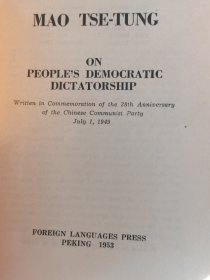 MAO TSE-TUNG
ON
PEOPLE'S DEMOCRATIC
DICTATORSHIP
Written in Commemoration of the 28th Anniversary
of the Chinese Communist Party
July 1, 1949
FOREIGN LANGUAGES PRESS
PEKING 1953